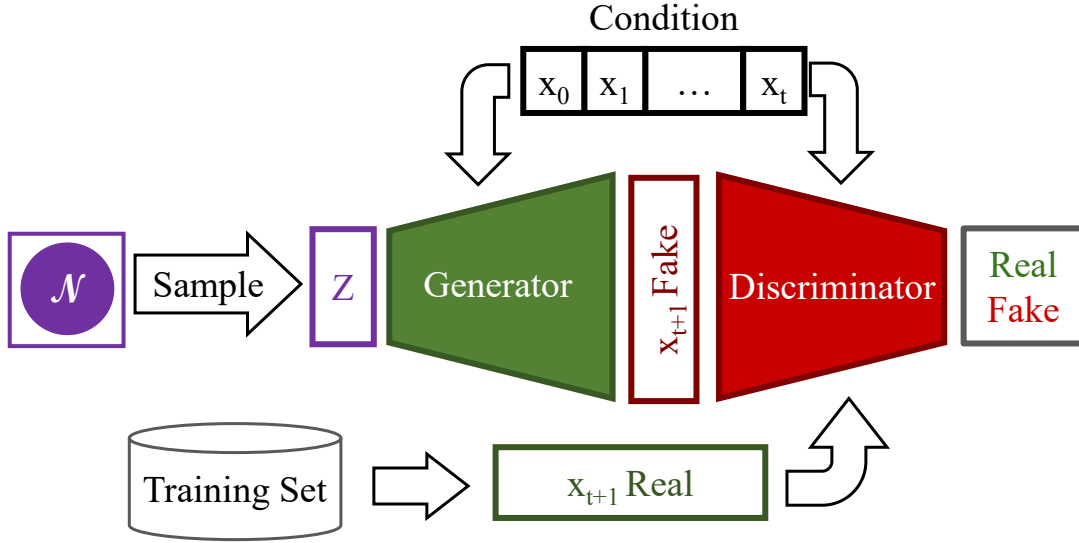 Condition
x₀ x₁ … xₜ
𝒩
Sample
Z
Generator
xₜ₊₁ Fake
Discriminator
Real
Fake
Training Set
xₜ₊₁ Real